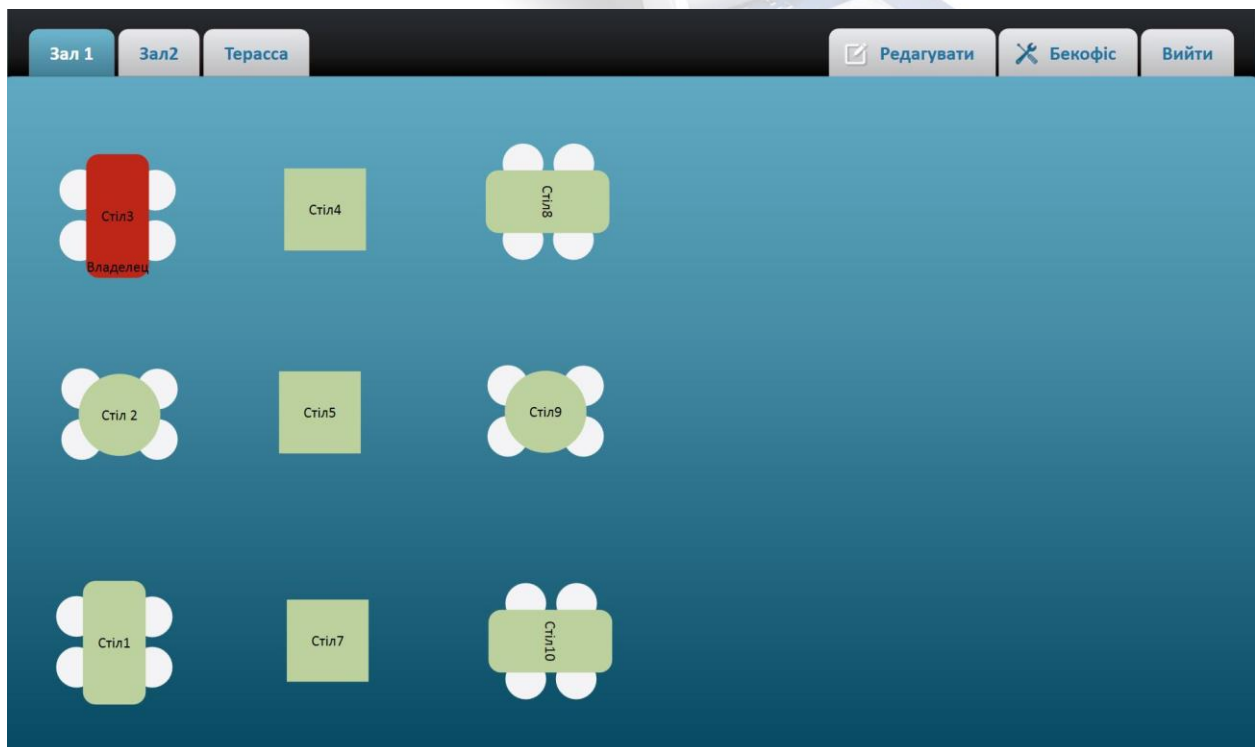 Зал 1
Зал2
Терасса
Редагувати
Бекофіс
Вийти
Стіл3
Владелец
Стіл4
Стіл8
Стіл 2
Стіл5
Стіл9
Стіл1
Стіл7
Стіл10